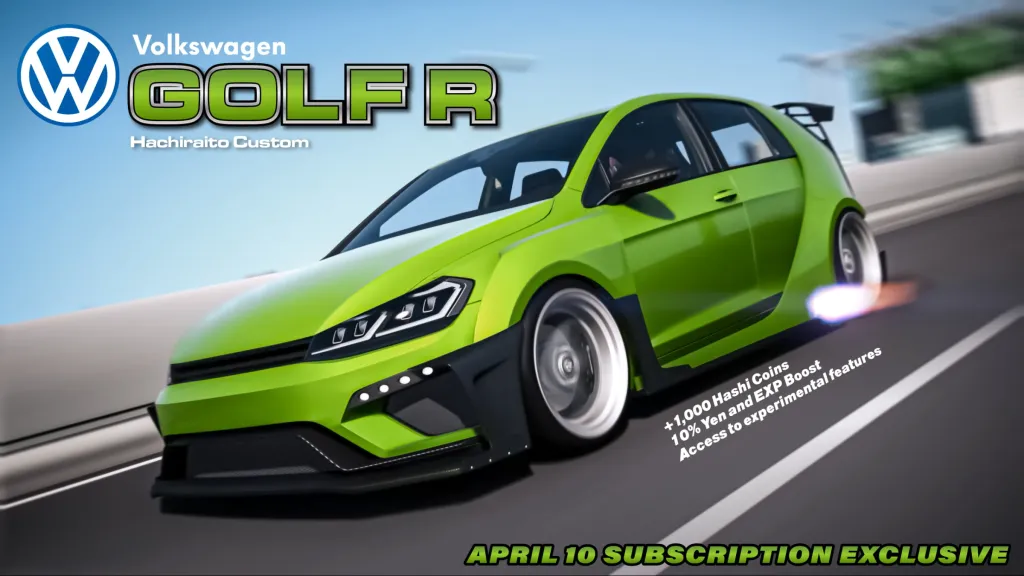 Volkswagen
GOLF R
Hachiraito Custom
+1,000 Hashi Coins
10% Yen and EXP Boost
Access to experimental features
APRIL 10 SUBSCRIPTION EXCLUSIVE